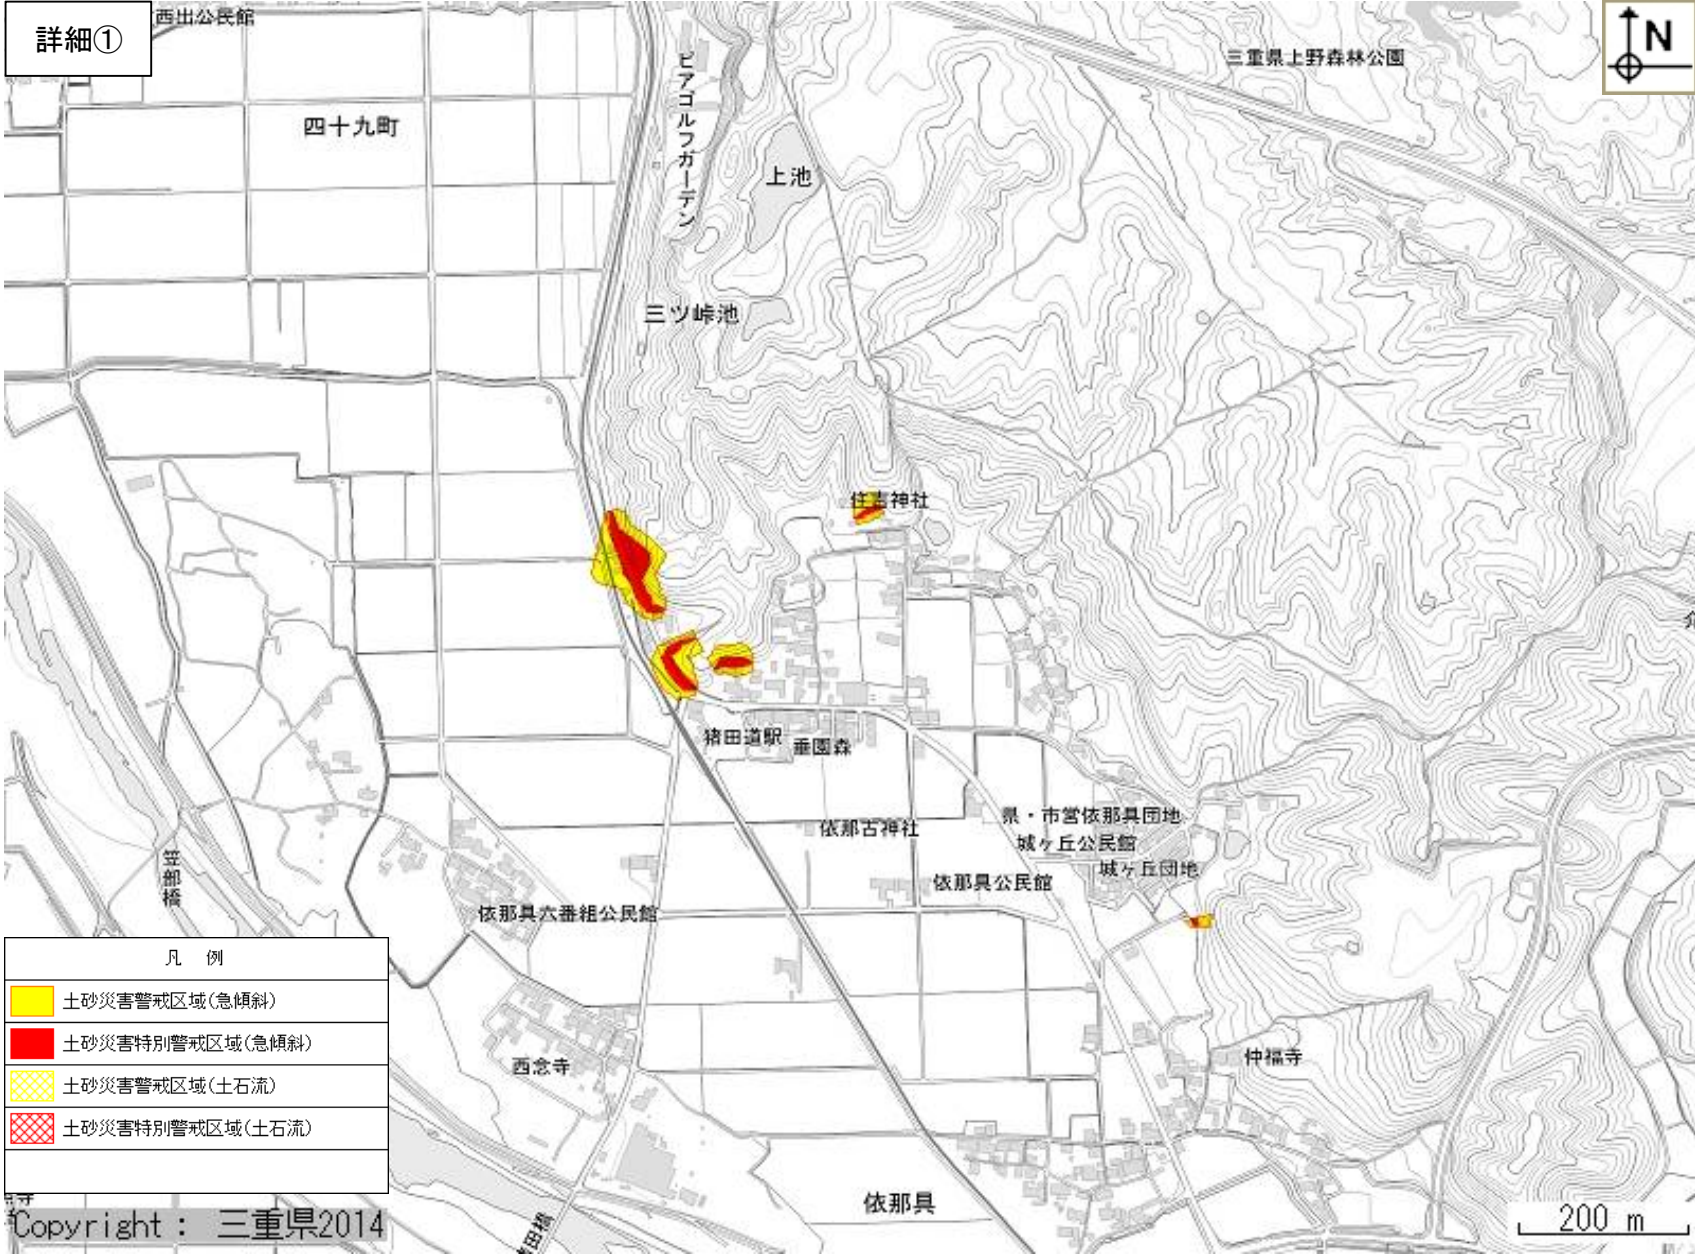 詳細①
西出公民館
N
三重県上野森林公園
ピアゴルフガーデン
四十九町
上池
三ツ峠池
住吉神社
猪田道駅
垂園森
県・市営依那具団地
依那古神社
城ヶ丘公民館
城ヶ丘団地
笠部橋
依那具公民館
依那具六番組公民館
凡 例
土砂災害警戒区域(急傾斜)
土砂災害特別警戒区域(急傾斜)
土砂災害警戒区域(土石流)
土砂災害特別警戒区域(土石流)
西念寺
仲福寺
依那具
猪田橋
寺
Copyright : 三重県2014
200 m